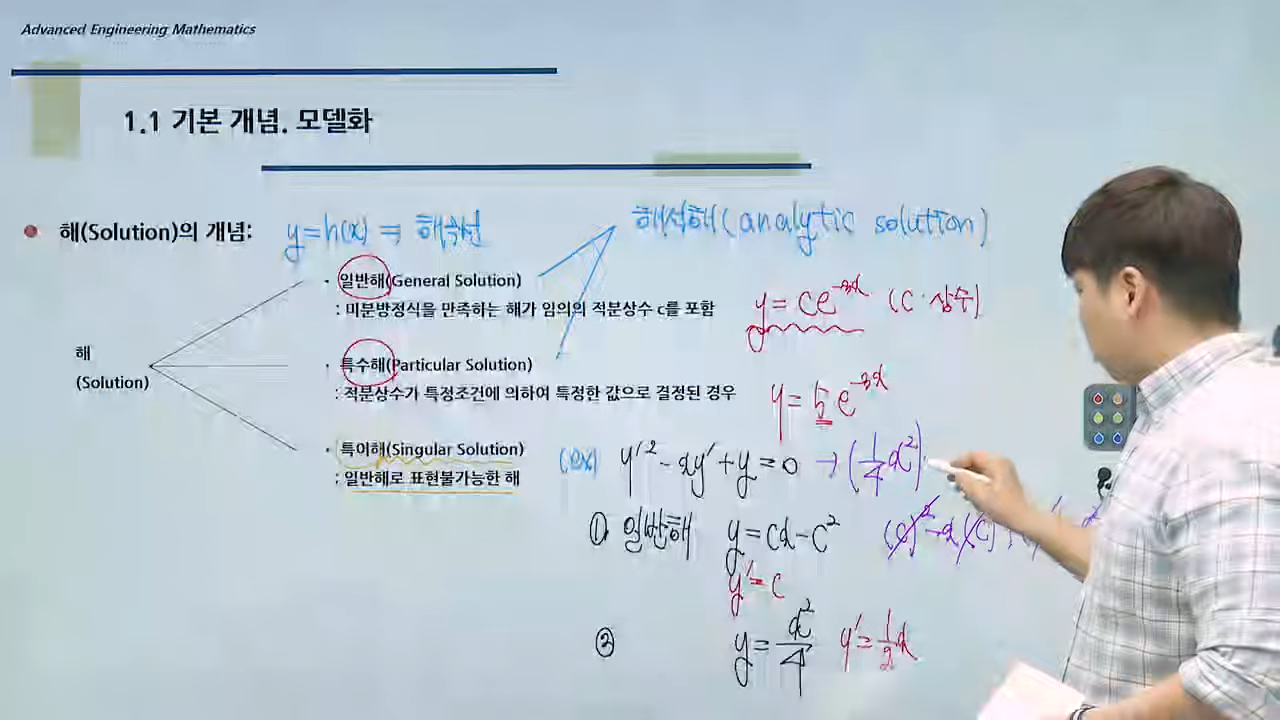 Advanced Engineering Mathematics
1.1 기본 개념. 모델화
해(Solution)의 개념: y=h(x) ⇒ 해곡선
해석해(analytic solution)
· 일반해(General Solution)
: 미분방정식을 만족하는 해가 임의의 적분상수 c를 포함
y=ce^{-3x} (c: 상수)
해
(Solution)
· 특수해(Particular Solution)
: 적분상수가 특정조건에 의하여 특정한 값으로 결정된 경우
y=5e^{-3x}
· 특이해(Singular Solution)
: 일반해로 표현불가능한 해
(ex) y'^2-xy'+y=0 → (1/4 x^2)
① 일반해 y=cx-c^2
y'=c
② y=x^2/4 y'=1/2 x